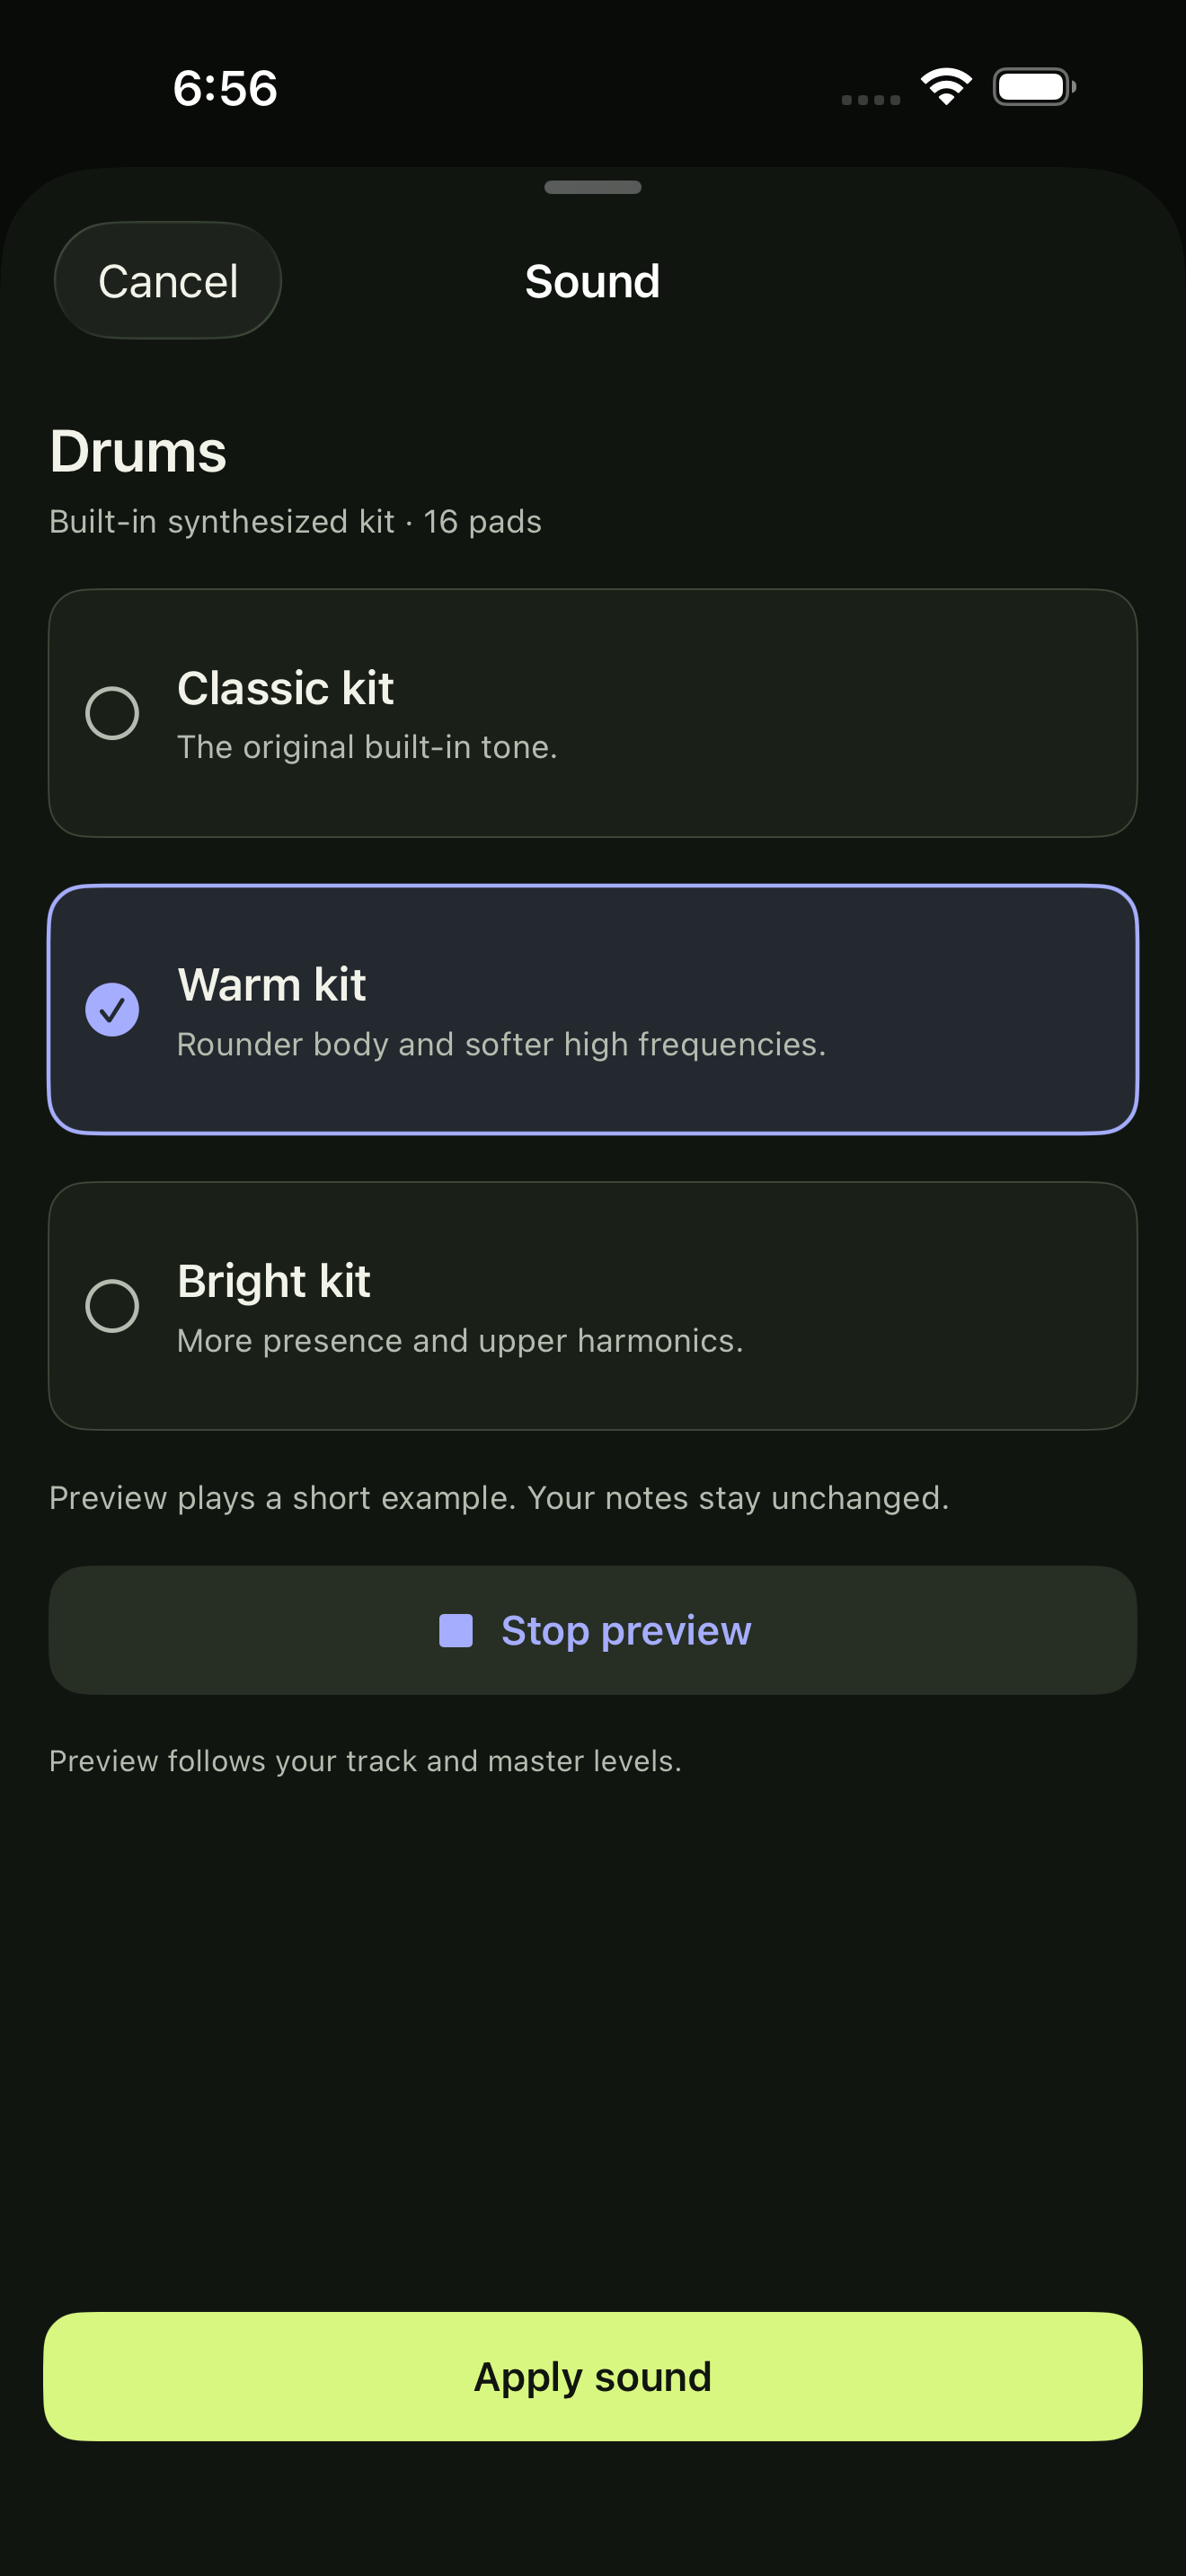 6:56
Cancel
Sound
Drums
Built-in synthesized kit · 16 pads
Classic kit
The original built-in tone.
Warm kit
Rounder body and softer high frequencies.
Bright kit
More presence and upper harmonics.
Preview plays a short example. Your notes stay unchanged.
Stop preview
Preview follows your track and master levels.
Apply sound